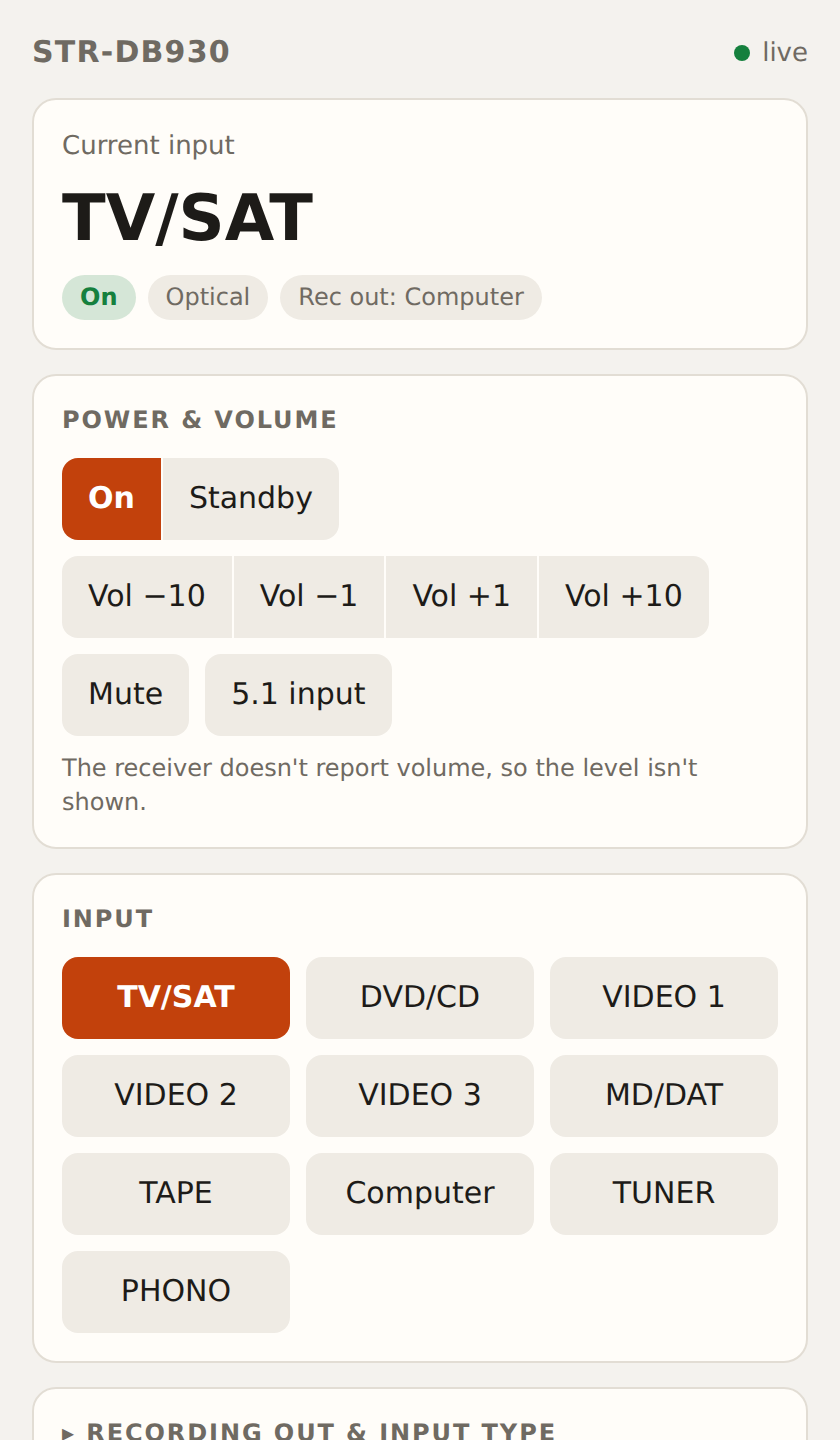 STR-DB930
live
Current input
TV/SAT
On Optical Rec out: Computer
POWER & VOLUME
On Standby
Vol −10 Vol −1 Vol +1 Vol +10
Mute 5.1 input
The receiver doesn't report volume, so the level isn't
shown.
INPUT
TV/SAT DVD/CD VIDEO 1
VIDEO 2 VIDEO 3 MD/DAT
TAPE Computer TUNER
PHONO
▸ RECORDING OUT & INPUT TYPE